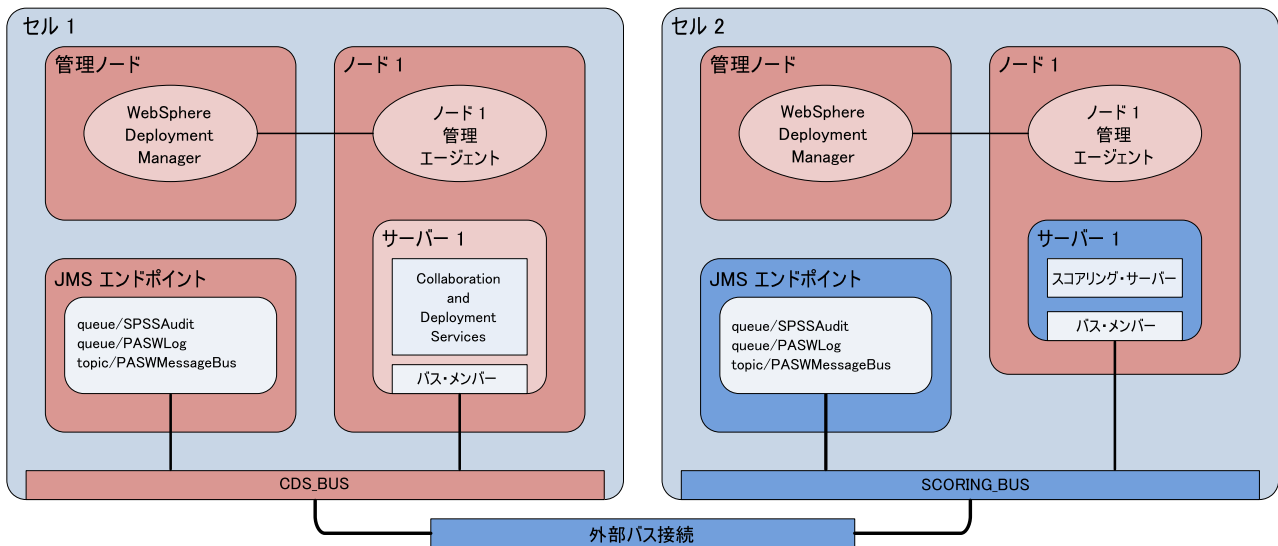 セル 1
管理ノード
WebSphere
Deployment
Manager
ノード 1
ノード 1
管理
エージェント
サーバー 1
Collaboration
and
Deployment
Services
バス・メンバー
JMS エンドポイント
queue/SPSSAudit
queue/PASWLog
topic/PASWMessageBus
CDS_BUS
セル 2
管理ノード
WebSphere
Deployment
Manager
ノード 1
ノード 1
管理
エージェント
サーバー 1
スコアリング・サーバー
バス・メンバー
JMS エンドポイント
queue/SPSSAudit
queue/PASWLog
topic/PASWMessageBus
SCORING_BUS
外部バス接続